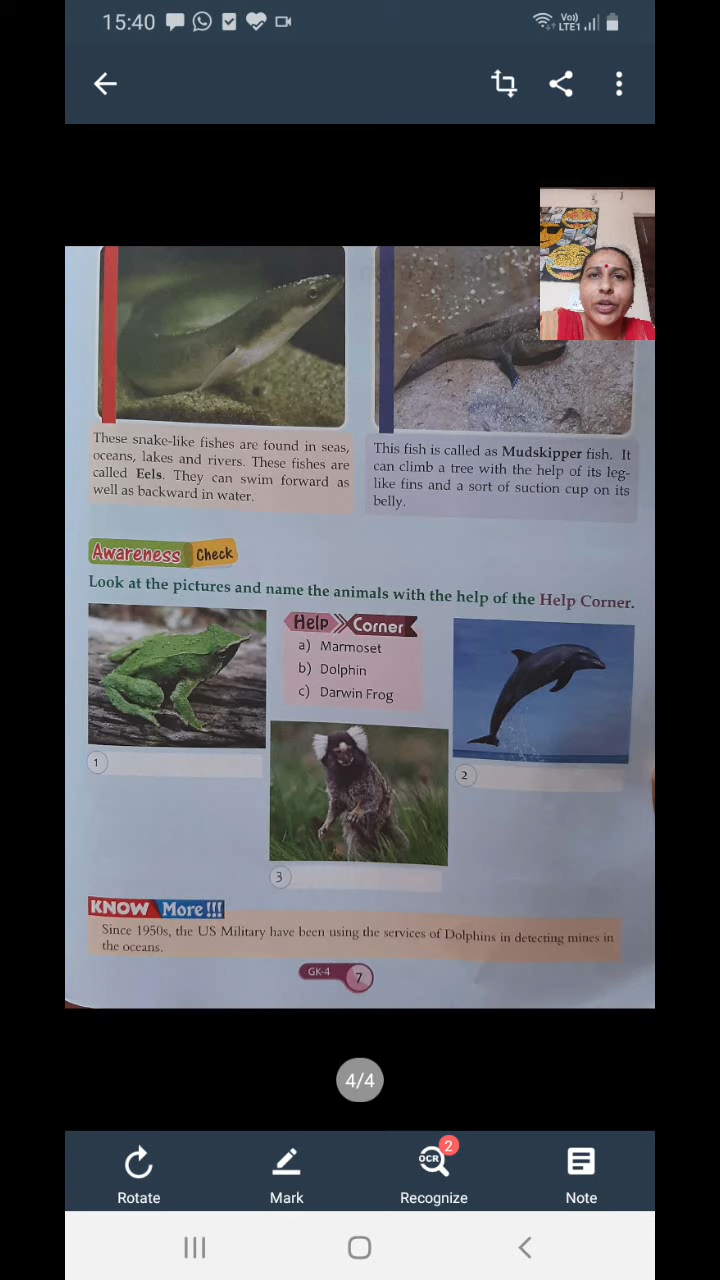 15:40
Vo))
LTE1
These snake-like fishes are found in seas,
oceans, lakes and rivers. These fishes are
called Eels. They can swim forward as
well as backward in water.
This fish is called as Mudskipper fish. It
can climb a tree with the help of its leg-
like fins and a sort of suction cup on its
belly.
Awareness Check
Look at the pictures and name the animals with the help of the Help Corner.
Help Corner
a) Marmoset
b) Dolphin
c) Darwin Frog
1
2
3
KNOW More!!!
Since 1950s, the US Military have been using the services of Dolphins in detecting mines in
the oceans.
GK-4 7
4/4
OCR 2
Rotate Mark Recognize Note